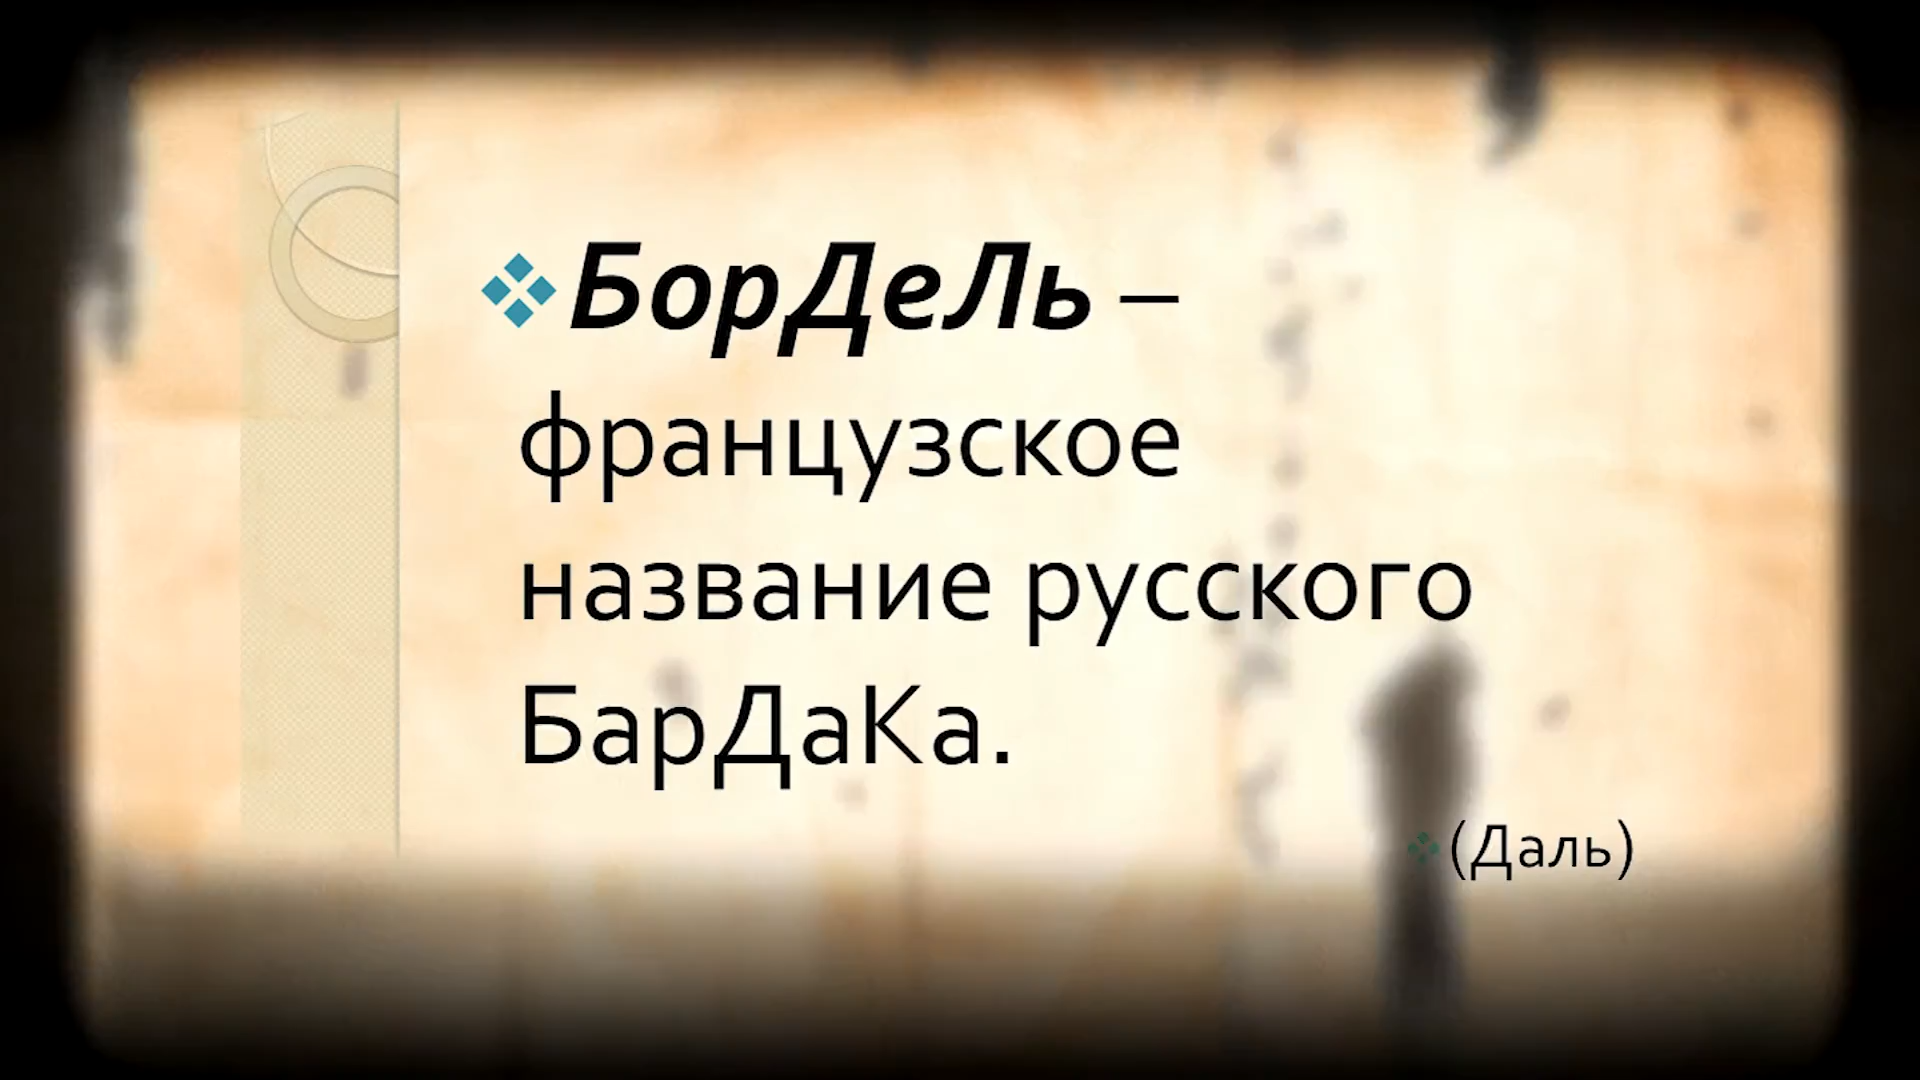 БорДеЛь –
французское
название русского
БарДаКа.
(Даль)